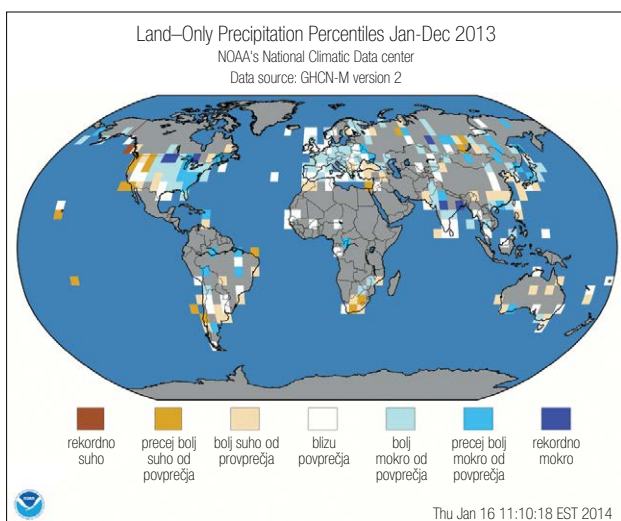 Land–Only Precipitation Percentiles Jan-Dec 2013
NOAA's National Climatic Data center
Data source: GHCN-M version 2
rekordno
suho
precej bolj
suho od
povprečja
bolj suho od
provprečja
blizu
povprečja
bolj
mokro od
povprečja
precej bolj
mokro od
povprečja
rekordno
mokro
NOAA
Thu Jan 16 11:10:18 EST 2014